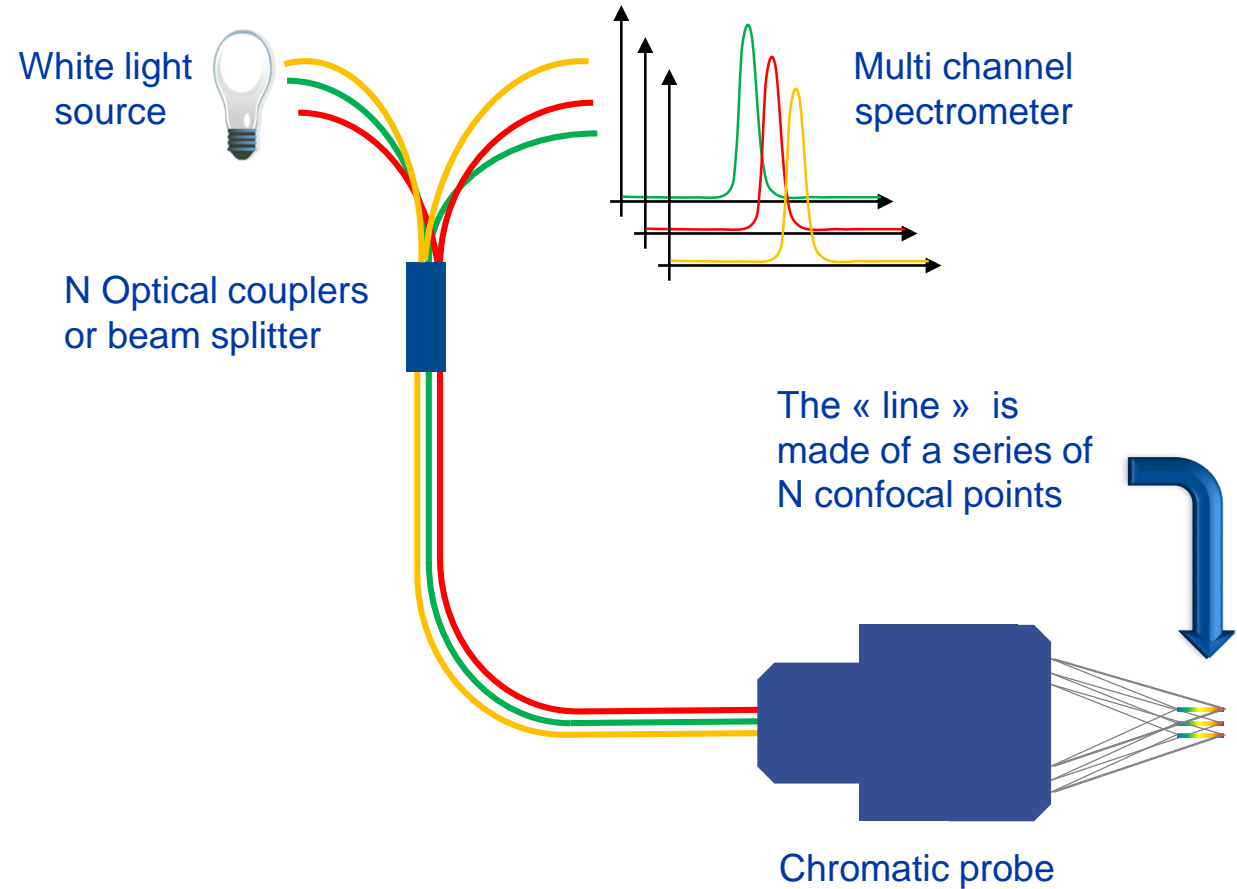 White light
source
Multi channel
spectrometer
N Optical couplers
or beam splitter
The « line »  is
made of a series of
N confocal points
Chromatic probe